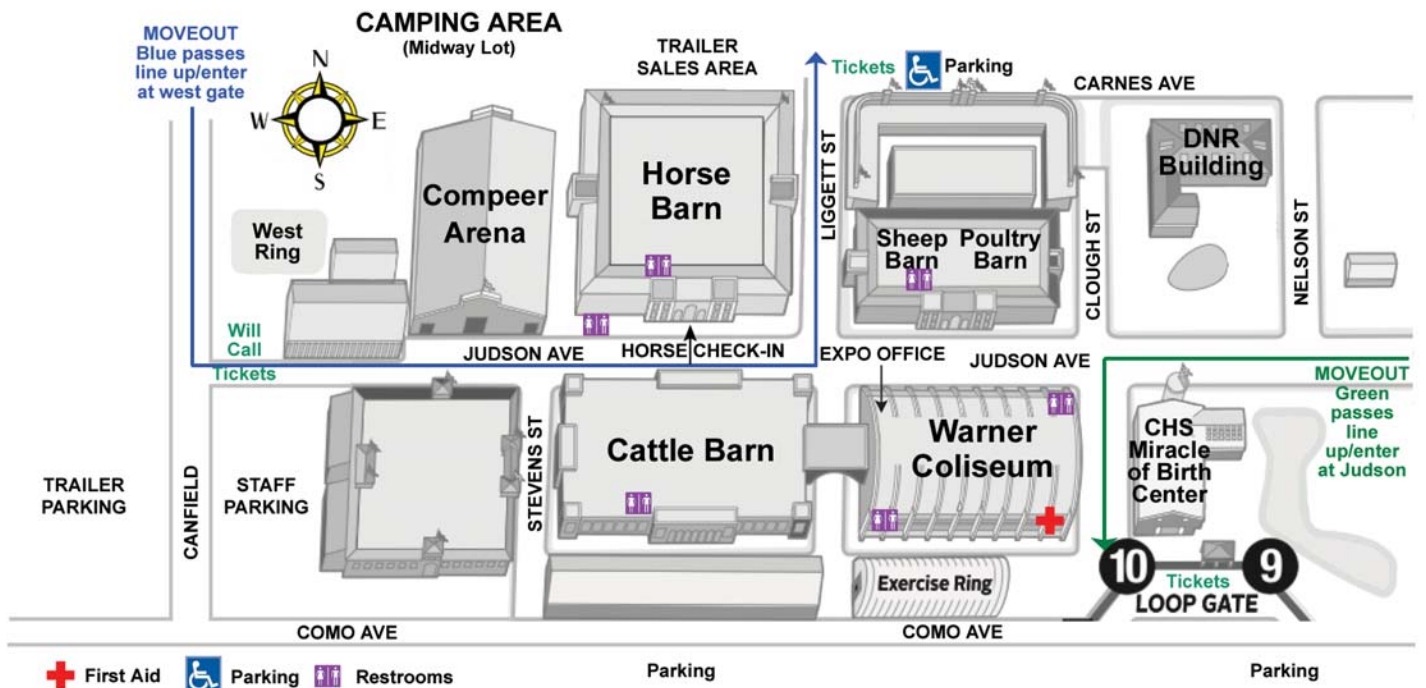 MOVEOUT
Blue passes
line up/enter
at west gate
CAMPING AREA
(Midway Lot)
TRAILER
SALES AREA
Tickets
Parking
CARNES AVE
N
W
E
S
West
Ring
Compeer
Arena
Horse
Barn
LIGGETT ST
Sheep
Barn
Poultry
Barn
CLOUGH ST
DNR
Building
NELSON ST
Will
Call
Tickets
JUDSON AVE
HORSE CHECK-IN
EXPO OFFICE
JUDSON AVE
MOVEOUT
Green
passes
line
up/enter
at Judson
TRAILER
PARKING
CANFIELD
STAFF
PARKING
STEVENS ST
Cattle Barn
Warner
Coliseum
CHS
Miracle
of Birth
Center
Exercise Ring
10
9
Tickets
LOOP GATE
COMO AVE
COMO AVE
First Aid
Parking
Restrooms
Parking
Parking